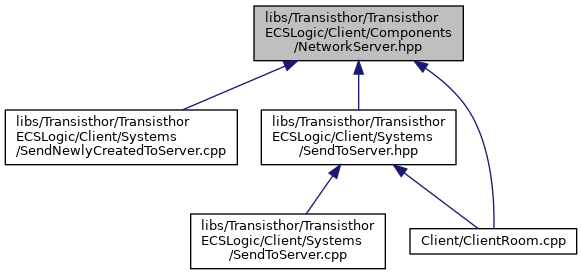 libs/Transisthor/Transisthor
ECSLogic/Client/Components
/NetworkServer.hpp
libs/Transisthor/Transisthor
ECSLogic/Client/Systems
/SendNewlyCreatedToServer.cpp
libs/Transisthor/Transisthor
ECSLogic/Client/Systems
/SendToServer.hpp
libs/Transisthor/Transisthor
ECSLogic/Client/Systems
/SendToServer.cpp
Client/ClientRoom.cpp